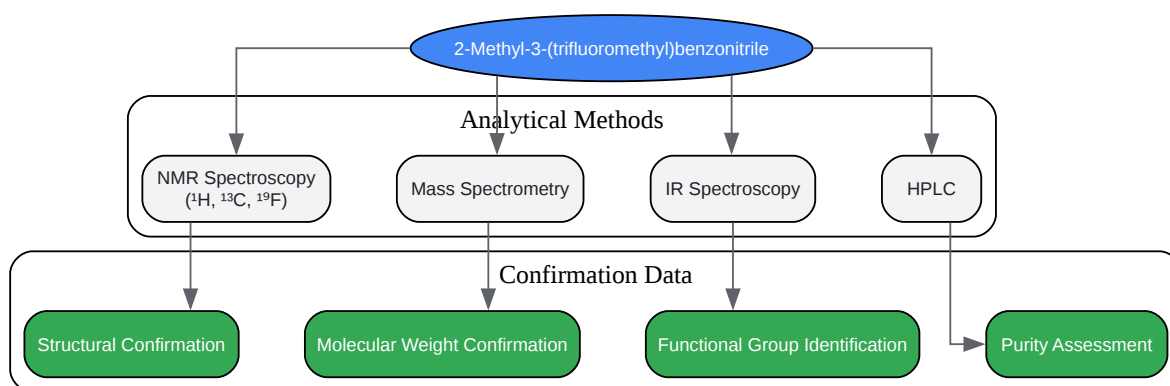 2-Methyl-3-(trifluoromethyl)benzonitrile
Analytical Methods
NMR Spectroscopy
(¹H, ¹³C, ¹⁹F)
Mass Spectrometry
IR Spectroscopy
HPLC
Confirmation Data
Structural Confirmation
Molecular Weight Confirmation
Functional Group Identification
Purity Assessment